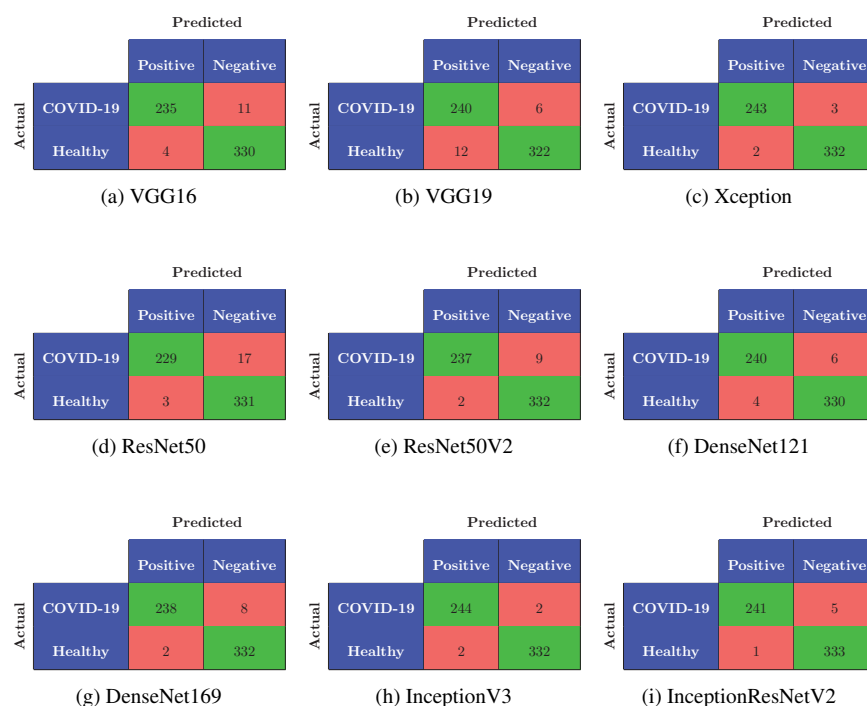 Predicted
Positive Negative
Actual
COVID-19 235 11
Healthy 4 330
(a) VGG16
Predicted
Positive Negative
Actual
COVID-19 240 6
Healthy 12 322
(b) VGG19
Predicted
Positive Negative
Actual
COVID-19 243 3
Healthy 2 332
(c) Xception
Predicted
Positive Negative
Actual
COVID-19 229 17
Healthy 3 331
(d) ResNet50
Predicted
Positive Negative
Actual
COVID-19 237 9
Healthy 2 332
(e) ResNet50V2
Predicted
Positive Negative
Actual
COVID-19 240 6
Healthy 4 330
(f) DenseNet121
Predicted
Positive Negative
Actual
COVID-19 238 8
Healthy 2 332
(g) DenseNet169
Predicted
Positive Negative
Actual
COVID-19 244 2
Healthy 2 332
(h) InceptionV3
Predicted
Positive Negative
Actual
COVID-19 241 5
Healthy 1 333
(i) InceptionResNetV2